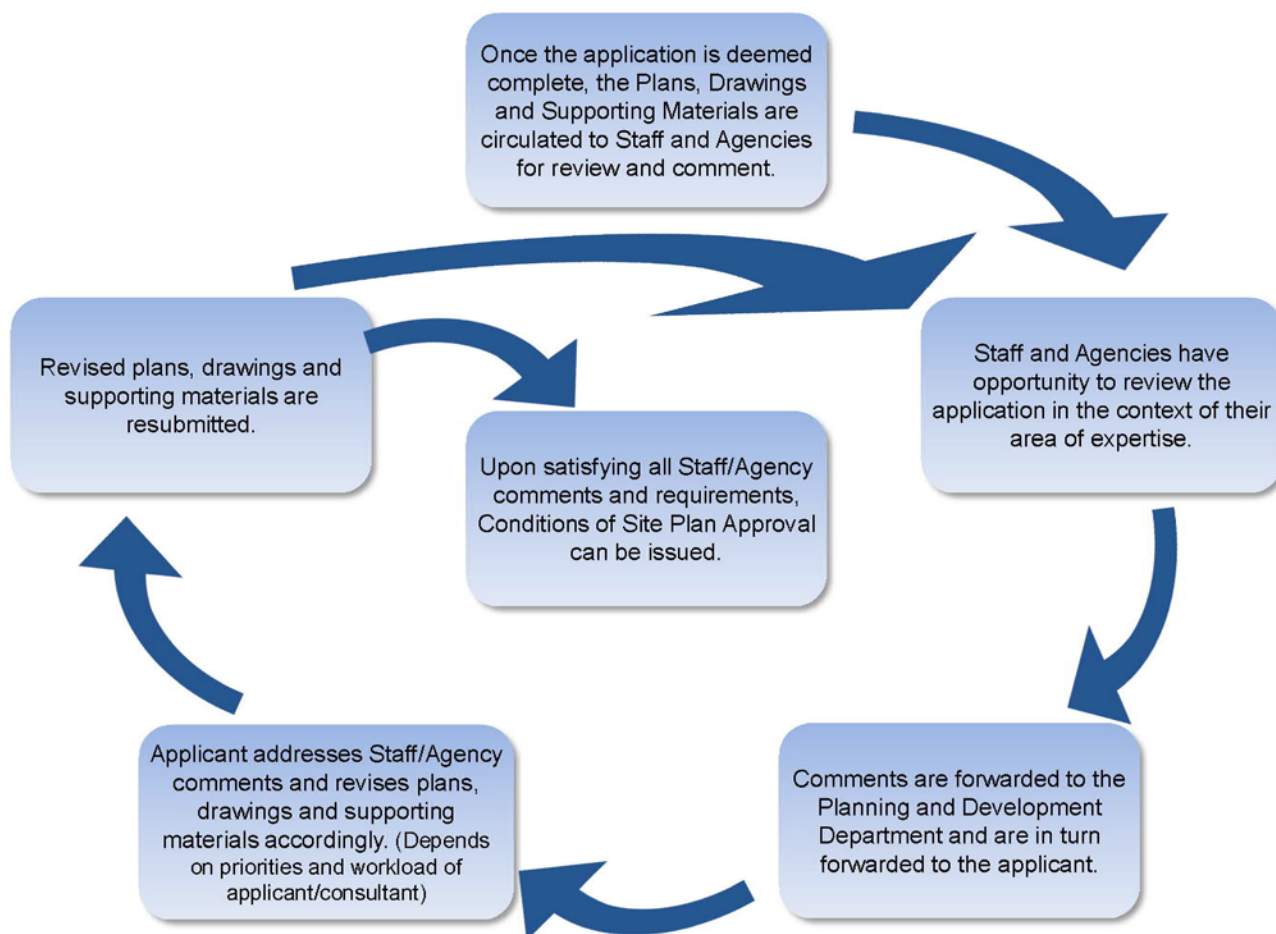 Once the application is deemed
complete, the Plans, Drawings
and Supporting Materials are
circulated to Staff and Agencies
for review and comment.
Staff and Agencies have
opportunity to review the
application in the context of their
area of expertise.
Comments are forwarded to the
Planning and Development
Department and are in turn
forwarded to the applicant.
Applicant addresses Staff/Agency
comments and revises plans,
drawings and supporting
materials accordingly. (Depends
on priorities and workload of
applicant/consultant)
Revised plans, drawings and
supporting materials are
resubmitted.
Upon satisfying all Staff/Agency
comments and requirements,
Conditions of Site Plan Approval
can be issued.